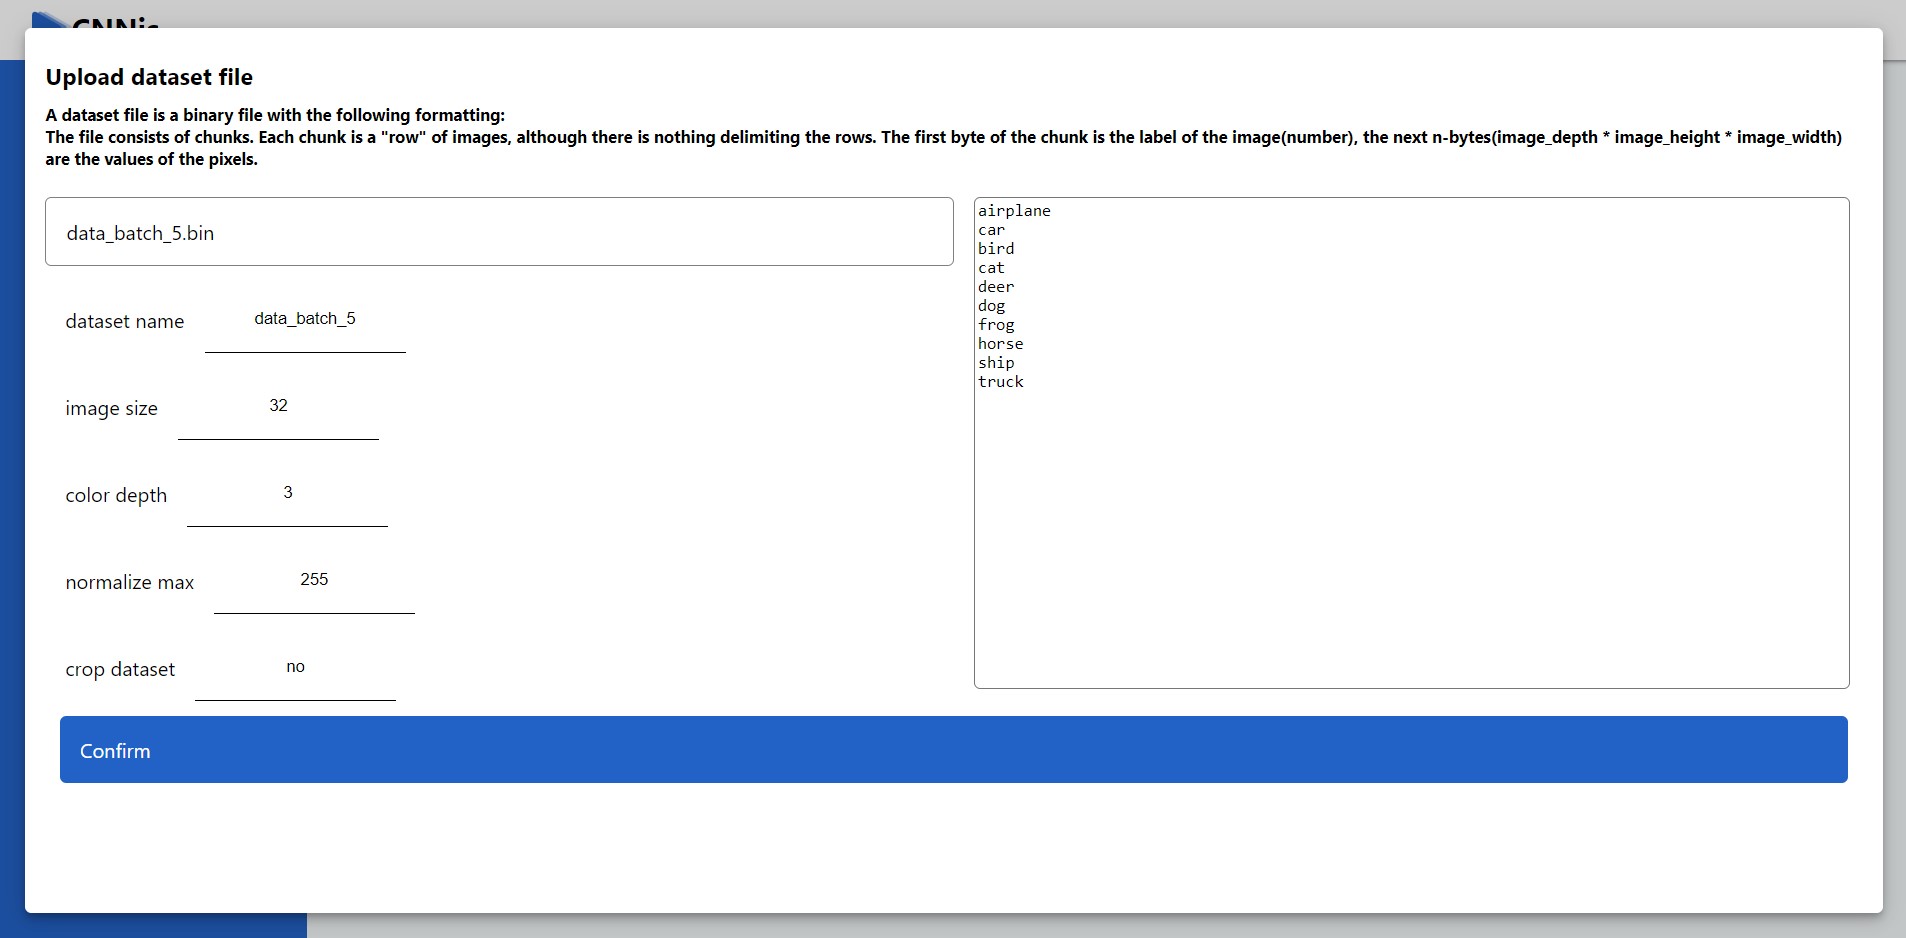 CNNis
Upload dataset file
A dataset file is a binary file with the following formatting:
The file consists of chunks. Each chunk is a "row" of images, although there is nothing delimiting the rows. The first byte of the chunk is the label of the image(number), the next n-bytes(image_depth * image_height * image_width)
are the values of the pixels.
data_batch_5.bin
dataset name data_batch_5
image size 32
color depth 3
normalize max 255
crop dataset no
airplane
car
bird
cat
deer
dog
frog
horse
ship
truck
Confirm